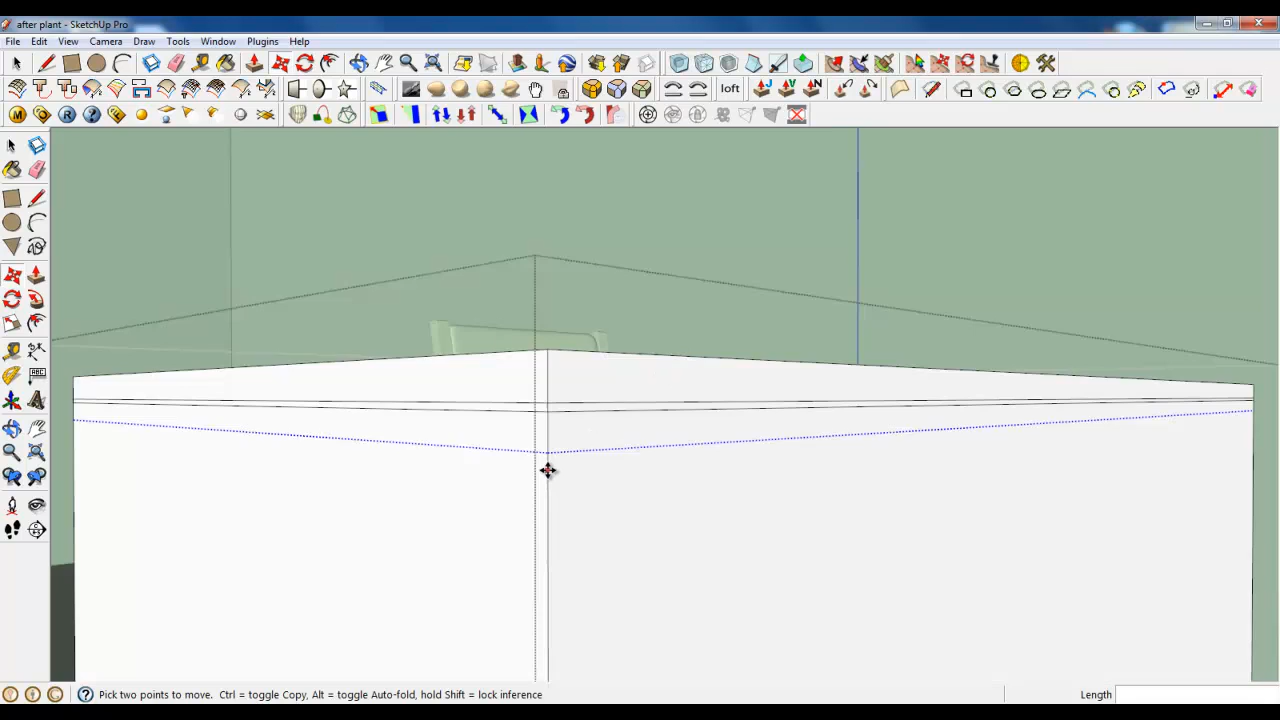 after plant - SketchUp Pro
File Edit View Camera Draw Tools Window Plugins Help
loft
Pick two points to move. Ctrl = toggle Copy, Alt = toggle Auto-fold, hold Shift = lock inference
Length